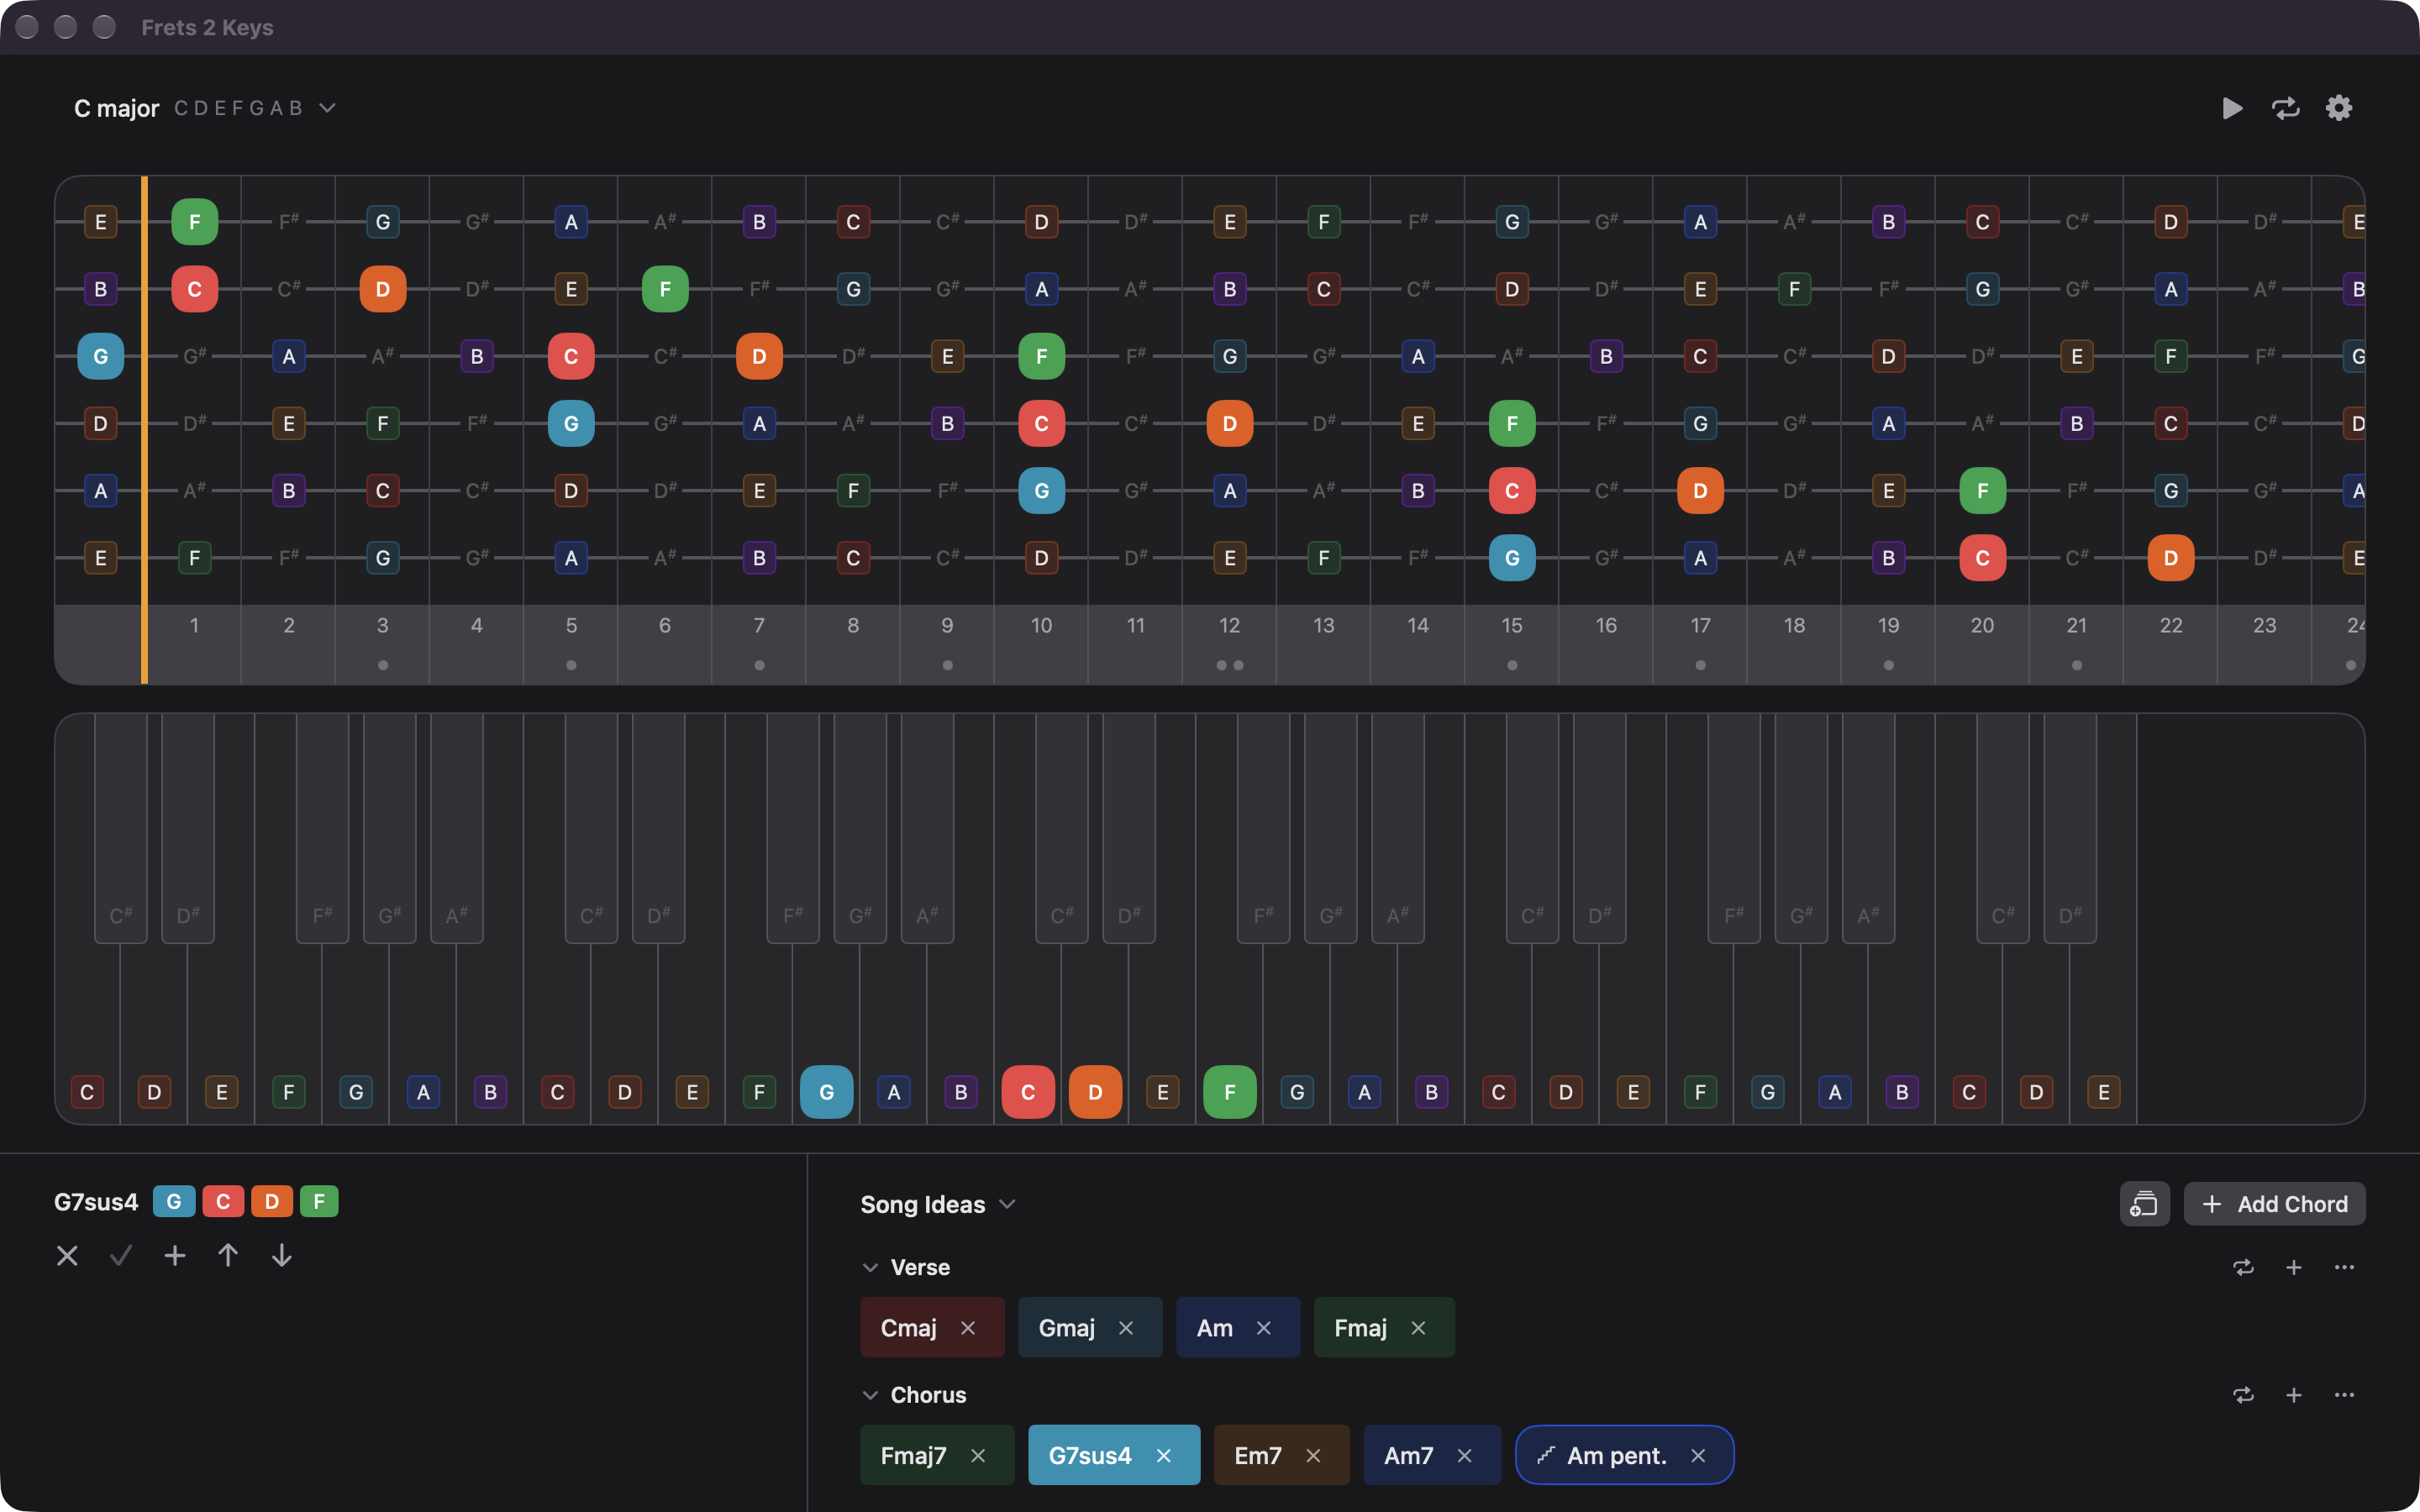 Frets 2 Keys
C major C D E F G A B
E F F# G G# A A# B C C# D D# E F F# G G# A A# B C C# D D# E
B C C# D D# E F F# G G# A A# B C C# D D# E F F# G G# A A# B
G G# A A# B C C# D D# E F F# G G# A A# B C C# D D# E F F# G
D D# E F F# G G# A A# B C C# D D# E F F# G G# A A# B C C# D
A A# B C C# D D# E F F# G G# A A# B C C# D D# E F F# G G# A
E F F# G G# A A# B C C# D D# E F F# G G# A A# B C C# D D# E
1 2 3 4 5 6 7 8 9 10 11 12 13 14 15 16 17 18 19 20 21 22 23 24
C# D# F# G# A# C# D# F# G# A# C# D# F# G# A# C# D# F# G# A# C# D#
C D E F G A B C D E F G A B C D E F G A B C D E F G A B C D E
G7sus4 G C D F
Song Ideas
Add Chord
Verse
Cmaj Gmaj Am Fmaj
Chorus
Fmaj7 G7sus4 Em7 Am7 Am pent.